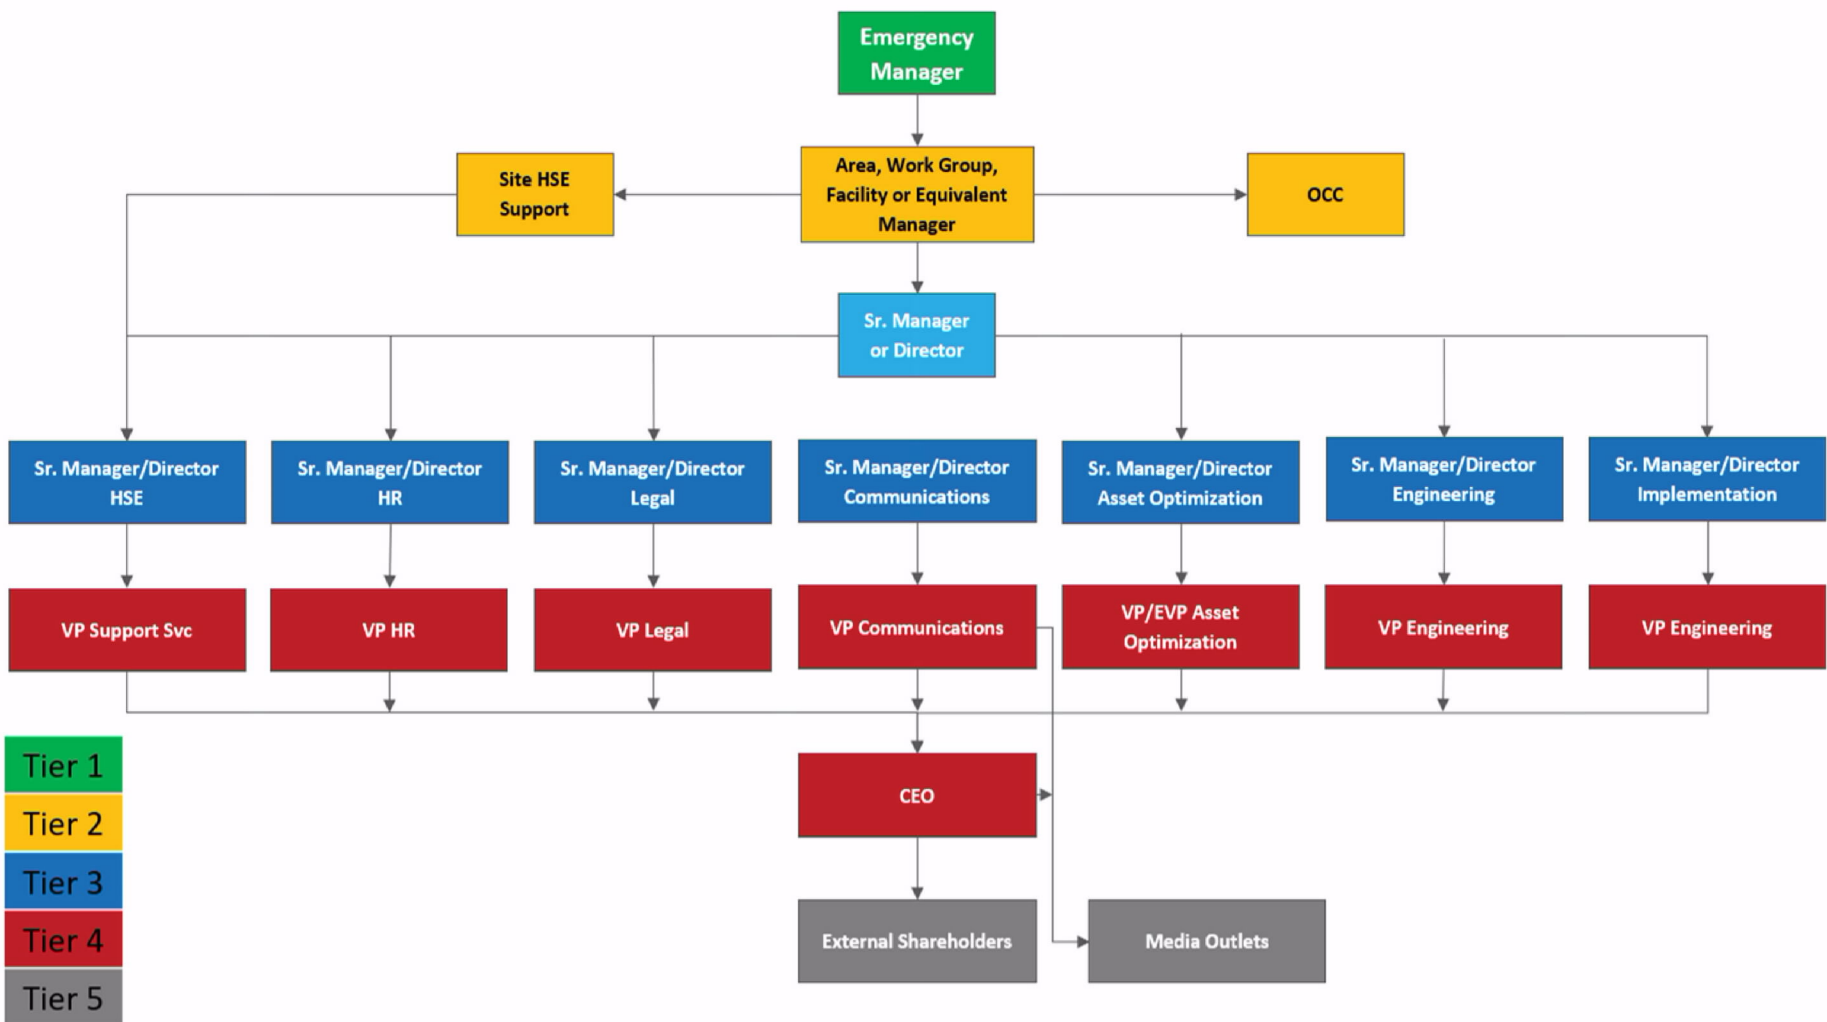 Emergency
Manager
Site HSE
Support
Area, Work Group,
Facility or Equivalent
Manager
OCC
Sr. Manager
or Director
Sr. Manager/Director
HSE
Sr. Manager/Director
HR
Sr. Manager/Director
Legal
Sr. Manager/Director
Communications
Sr. Manager/Director
Asset Optimization
Sr. Manager/Director
Engineering
Sr. Manager/Director
Implementation
VP Support Svc
VP HR
VP Legal
VP Communications
VP/EVP Asset
Optimization
VP Engineering
VP Engineering
Tier 1
Tier 2
Tier 3
Tier 4
Tier 5
CEO
External Shareholders
Media Outlets